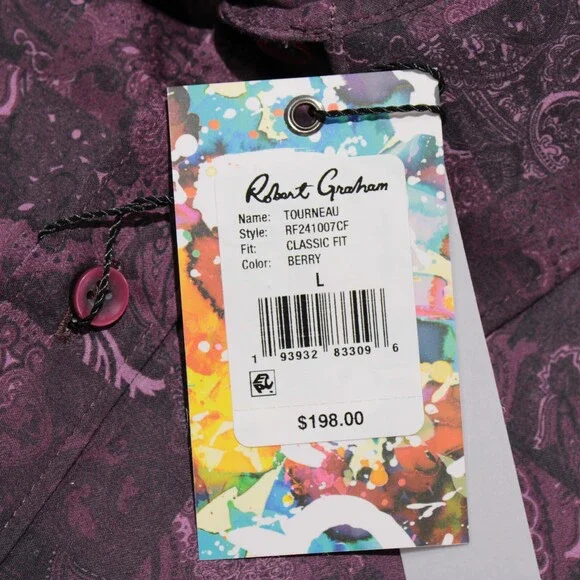 Robert Graham
Name: TOURNEAU
Style: RF241007CF
Fit: CLASSIC FIT
Color: BERRY
L
1 93932 83309 6
$198.00